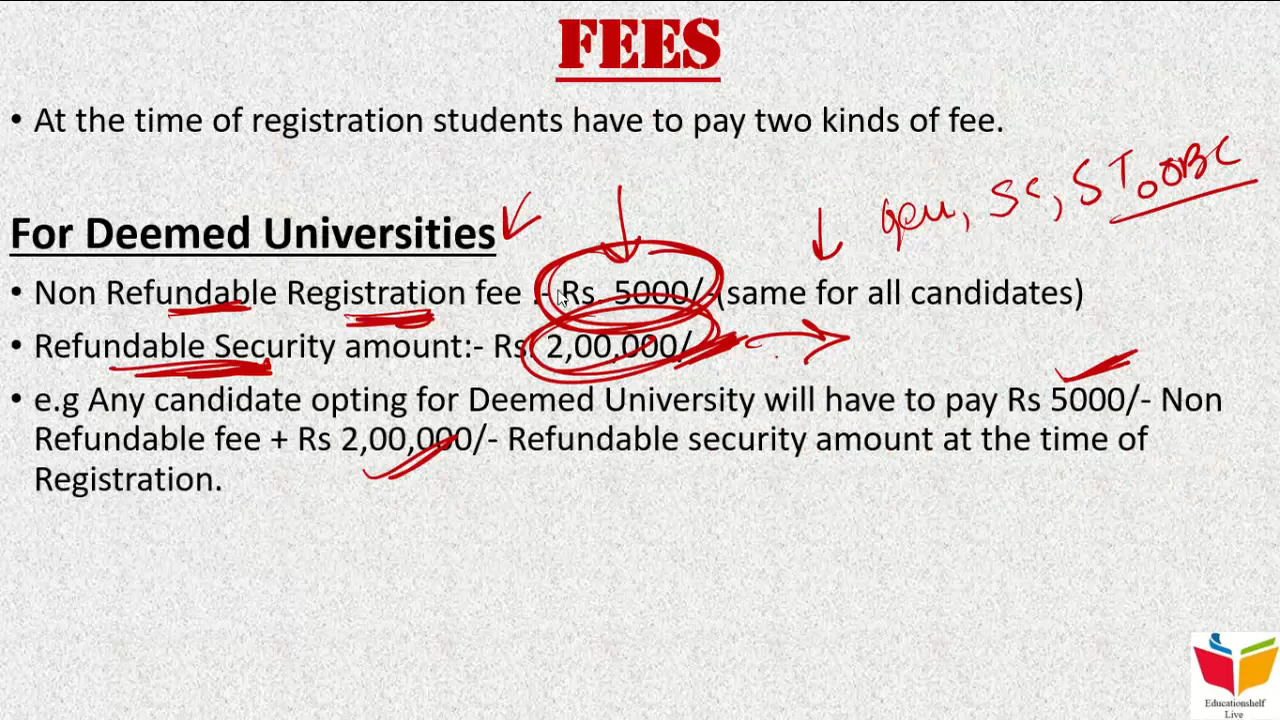 FEES
• At the time of registration students have to pay two kinds of fee.
gen, SC, ST, OBC
For Deemed Universities
• Non Refundable Registration fee :- Rs. 5000/-(same for all candidates)
• Refundable Security amount:- Rs. 2,00,000/-
• e.g Any candidate opting for Deemed University will have to pay Rs 5000/- Non
Refundable fee + Rs 2,00,000/- Refundable security amount at the time of
Registration.
Educationshelf
Live